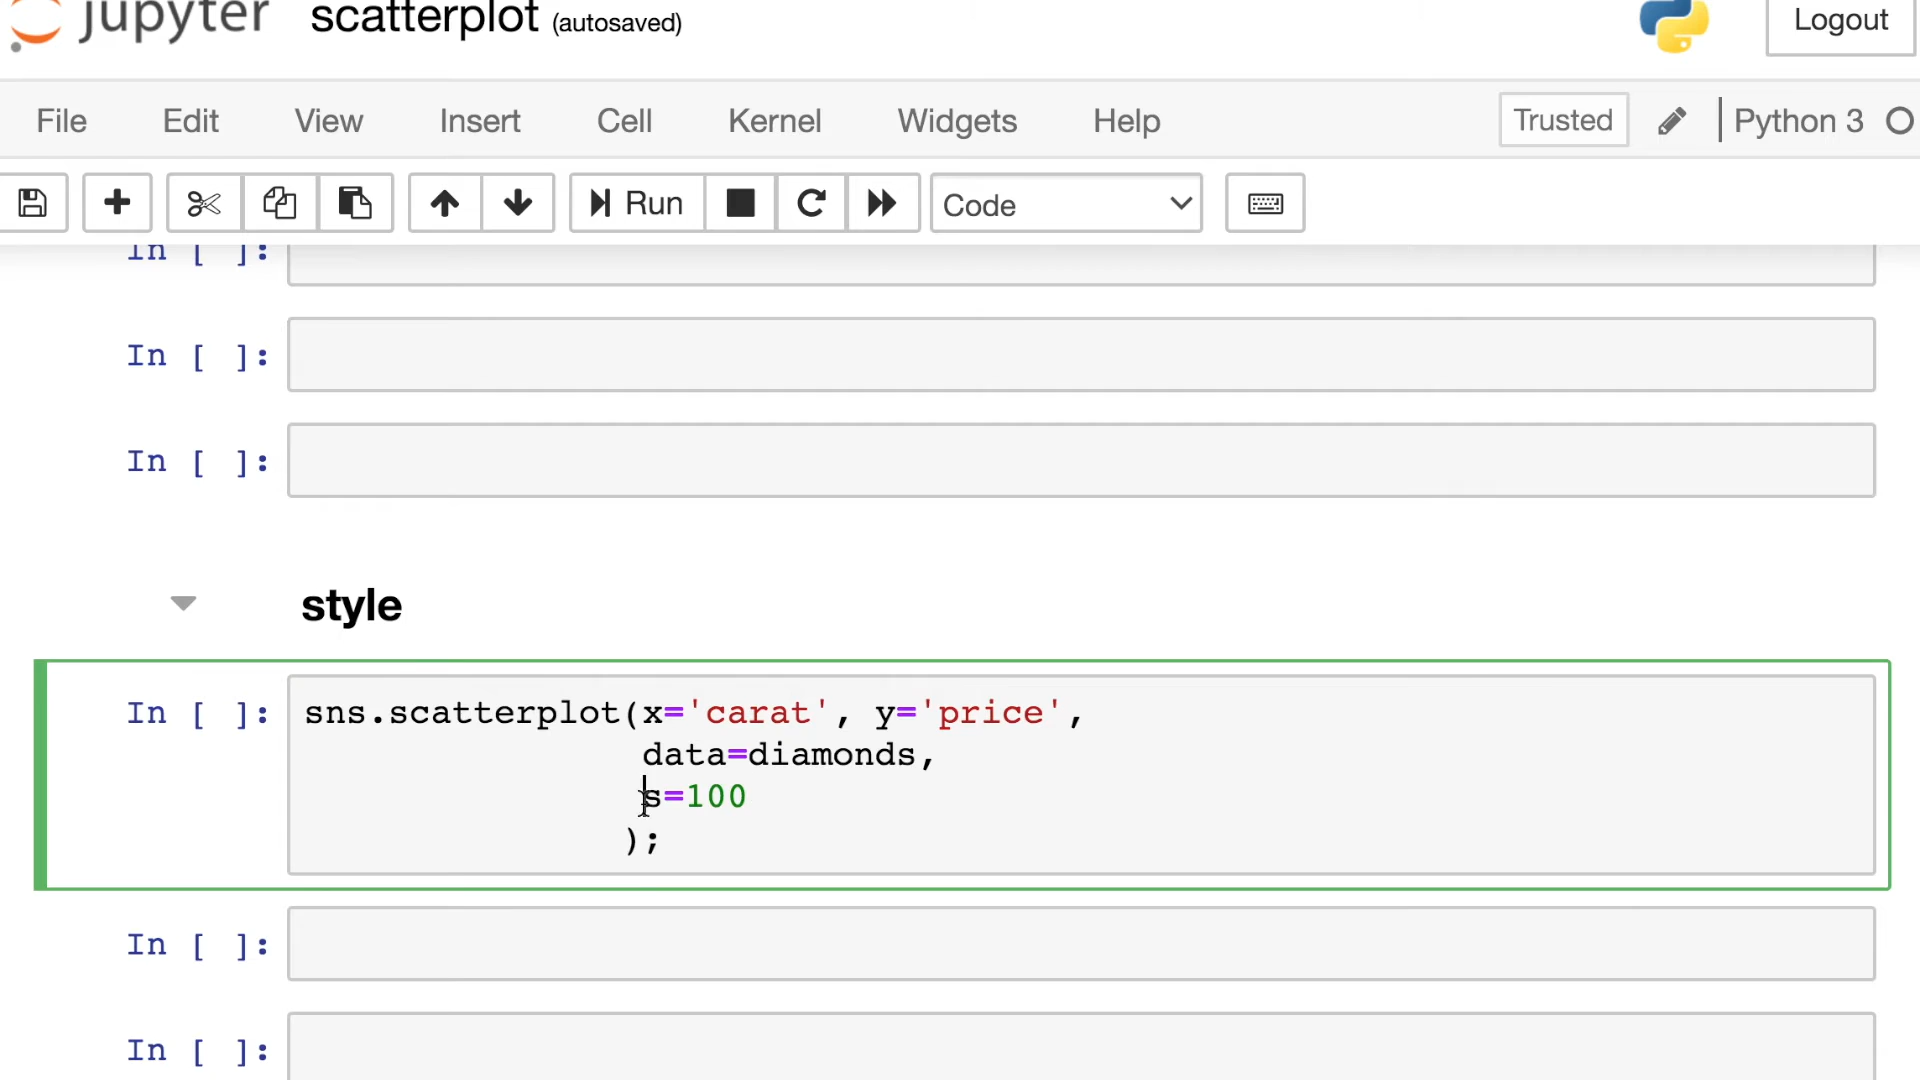 jupyter scatterplot (autosaved) Logout
File Edit View Insert Cell Kernel Widgets Help Trusted Python 3
Run Code
In [ ]:
In [ ]:
In [ ]:
style
In [ ]: sns.scatterplot(x='carat', y='price',
data=diamonds,
s=100
);
In [ ]:
In [ ]: